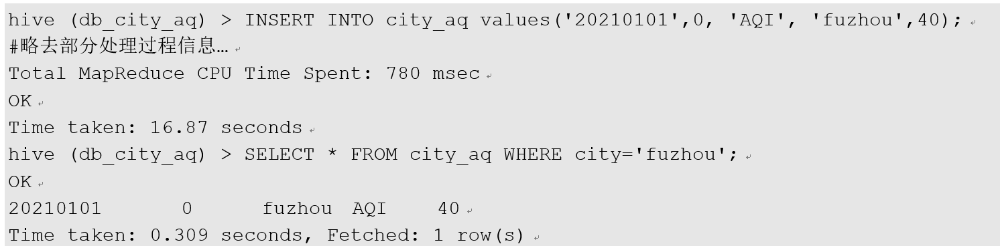 hive (db_city_aq) > INSERT INTO city_aq values('20210101',0, 'AQI', 'fuzhou',40);
#略去部分处理过程信息…
Total MapReduce CPU Time Spent: 780 msec
OK
Time taken: 16.87 seconds
hive (db_city_aq) > SELECT * FROM city_aq WHERE city='fuzhou';
OK
20210101 0 fuzhou AQI 40
Time taken: 0.309 seconds, Fetched: 1 row(s)